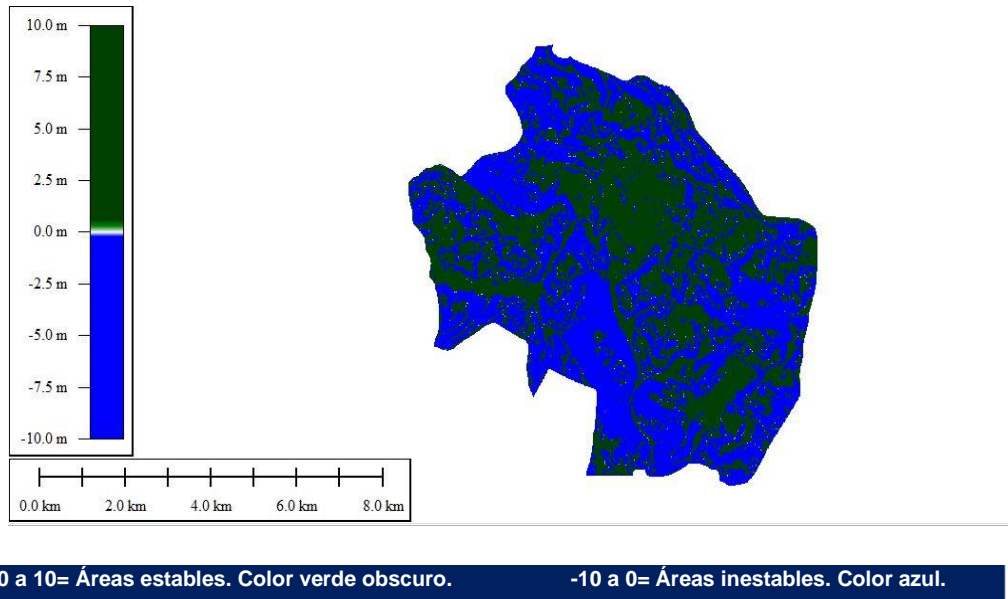 10.0 m
7.5 m
5.0 m
2.5 m
0.0 m
-2.5 m
-5.0 m
-7.5 m
-10.0 m
0.0 km 2.0 km 4.0 km 6.0 km 8.0 km
0 a 10= Áreas estables. Color verde obscuro. -10 a 0= Áreas inestables. Color azul.